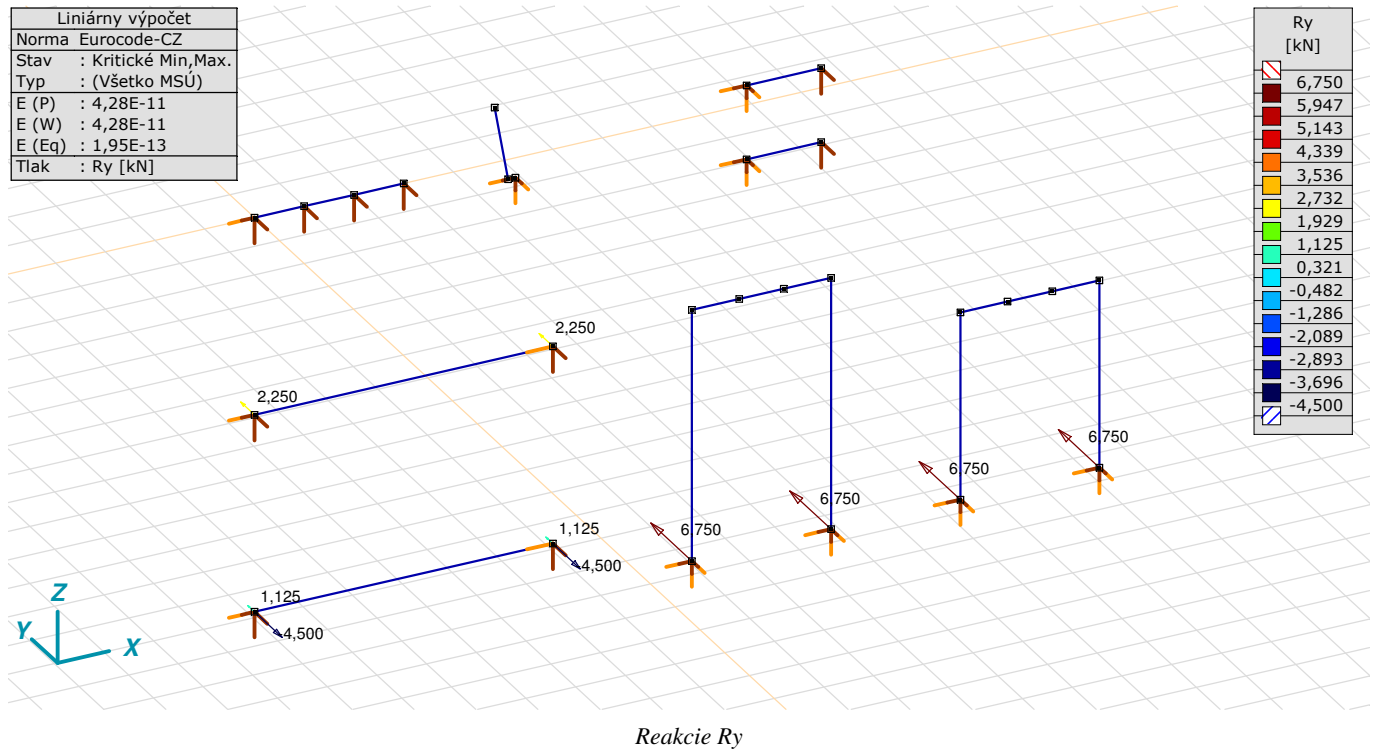 Liniárny výpočet
Norma Eurocode-CZ
Stav : Kritické Min,Max.
Typ : (Všetko MSÚ)
E (P) : 4,28E-11
E (W) : 4,28E-11
E (Eq) : 1,95E-13
Tlak : Ry [kN]
Ry
[kN]
6,750
5,947
5,143
4,339
3,536
2,732
1,929
1,125
0,321
-0,482
-1,286
-2,089
-2,893
-3,696
-4,500
2,250
2,250
6,750
6,750
6,750
6,750
1,125
4,500
1,125
4,500
Z
Y
X
Reakcie Ry